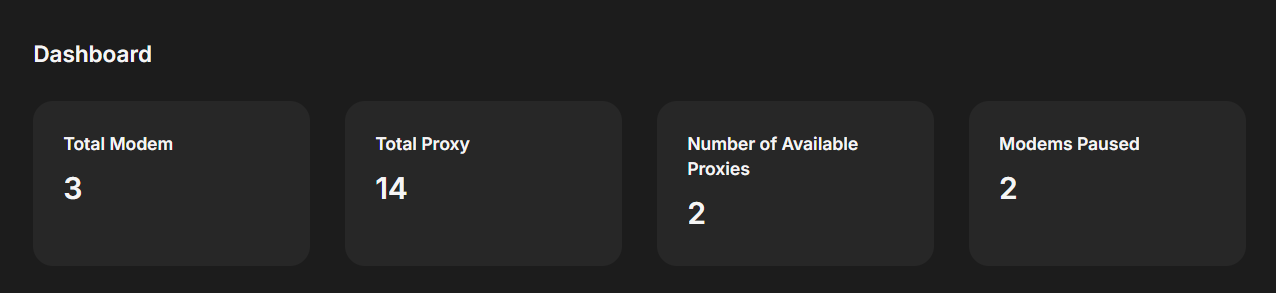 Dashboard
Total Modem
3
Total Proxy
14
Number of Available
Proxies
2
Modems Paused
2